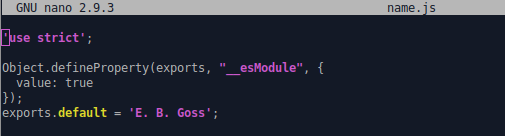 GNU nano 2.9.3 name.js
'use strict';
Object.defineProperty(exports, "__esModule", {
  value: true
});
exports.default = 'E. B. Goss';